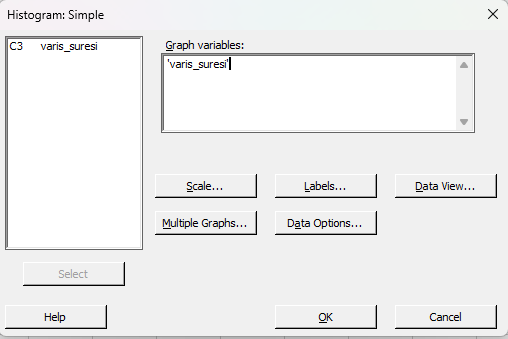 Histogram: Simple
C3 varis_suresi
Graph variables:
'varis_suresi'
Scale...
Labels...
Data View...
Multiple Graphs...
Data Options...
Select
Help
OK
Cancel